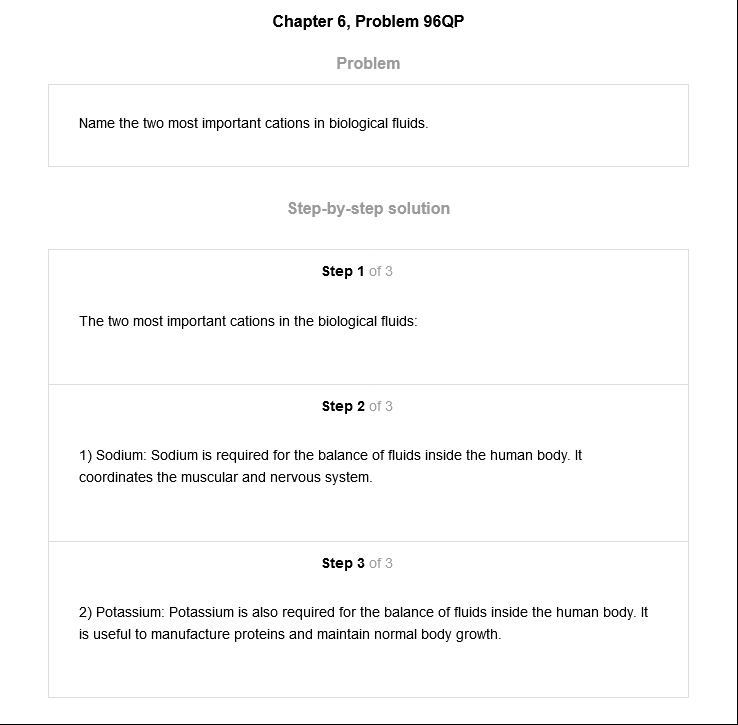 Chapter 6, Problem 96QP
Problem
Name the two most important cations in biological fluids.
Step-by-step solution
Step 1 of 3
The two most important cations in the biological fluids:
Step 2 of 3
1) Sodium: Sodium is required for the balance of fluids inside the human body. It
coordinates the muscular and nervous system.
Step 3 of 3
2) Potassium: Potassium is also required for the balance of fluids inside the human body. It
is useful to manufacture proteins and maintain normal body growth.